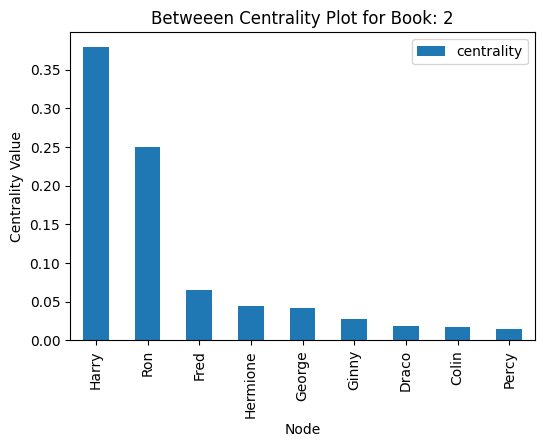 Betweeen Centrality Plot for Book: 2
centrality
Centrality Value
0.35
0.30
0.25
0.20
0.15
0.10
0.05
0.00
Harry
Ron
Fred
Hermione
George
Ginny
Draco
Colin
Percy
Node